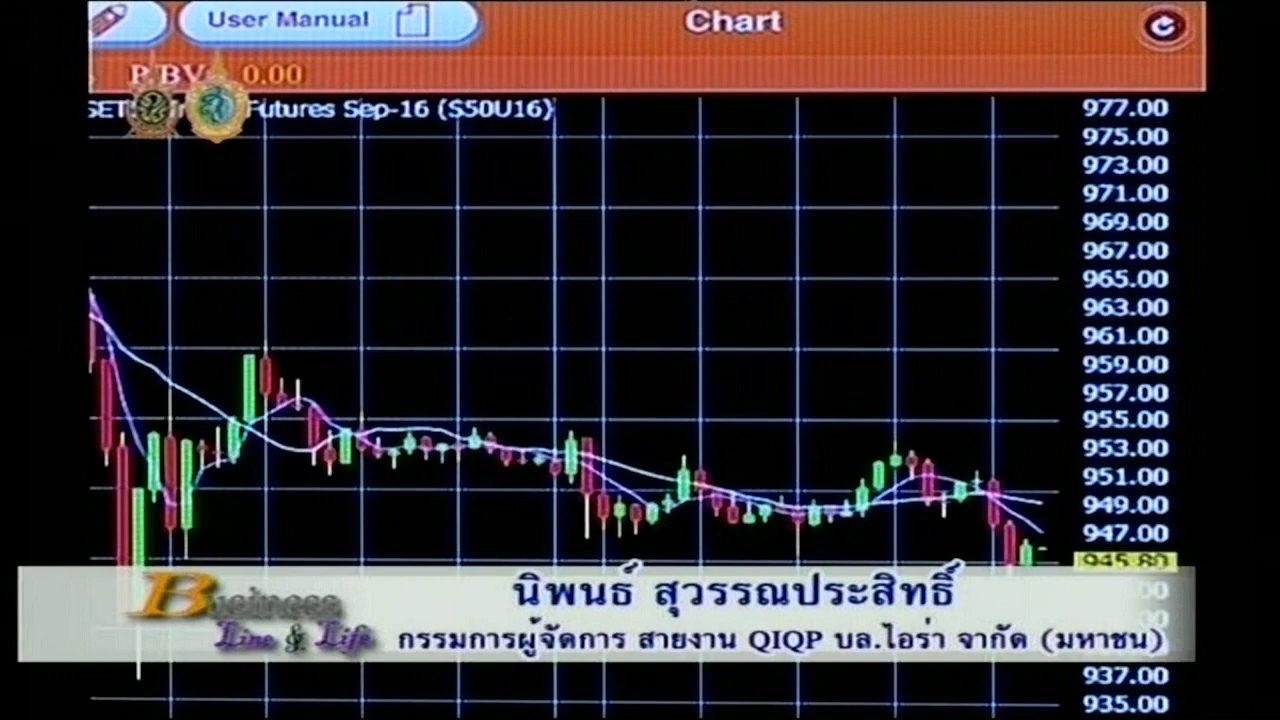 User Manual
Chart
P/BV 0.00
Futures Sep-16 (S50U16)
977.00
975.00
973.00
971.00
969.00
967.00
965.00
963.00
961.00
959.00
957.00
955.00
953.00
951.00
949.00
947.00
945.80
937.00
935.00
Business
Line & Life
นิพนธ์ สุวรรณประสิทธิ์
กรรมการผู้จัดการ สายงาน QIQP บล.ไอร่า จำกัด (มหาชน)